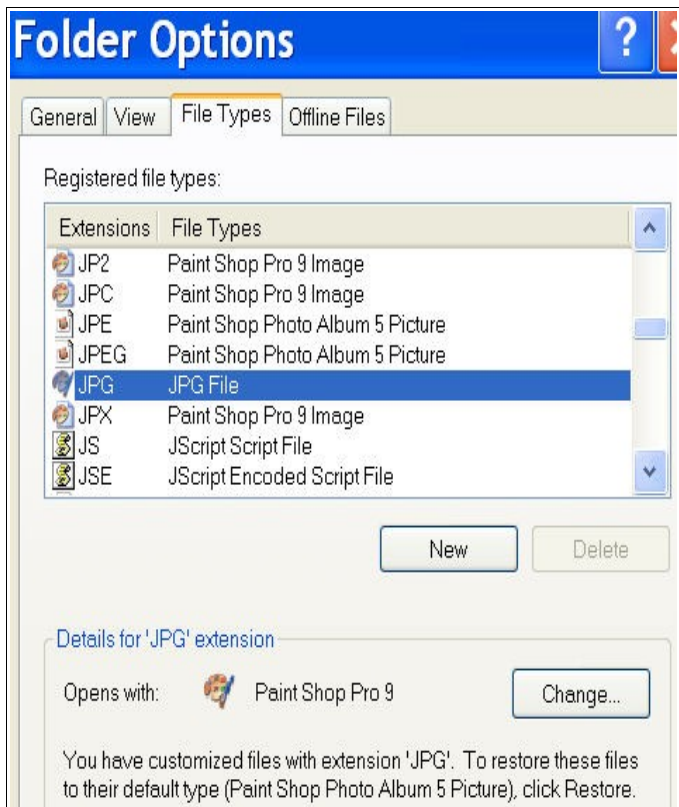 Folder Options ?
General View File Types Offline Files
Registered file types:
Extensions File Types
JP2 Paint Shop Pro 9 Image
JPC Paint Shop Pro 9 Image
JPE Paint Shop Photo Album 5 Picture
JPEG Paint Shop Photo Album 5 Picture
JPG JPG File
JPX Paint Shop Pro 9 Image
JS JScript Script File
JSE JScript Encoded Script File
New Delete
Details for 'JPG' extension
Opens with: Paint Shop Pro 9 Change...
You have customized files with extension 'JPG'. To restore these files
to their default type (Paint Shop Photo Album 5 Picture), click Restore.